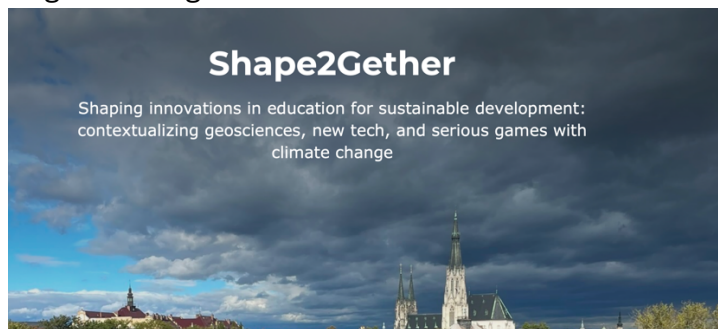 Shape2Gether
Shaping innovations in education for sustainable development:
contextualizing geosciences, new tech, and serious games with
climate change